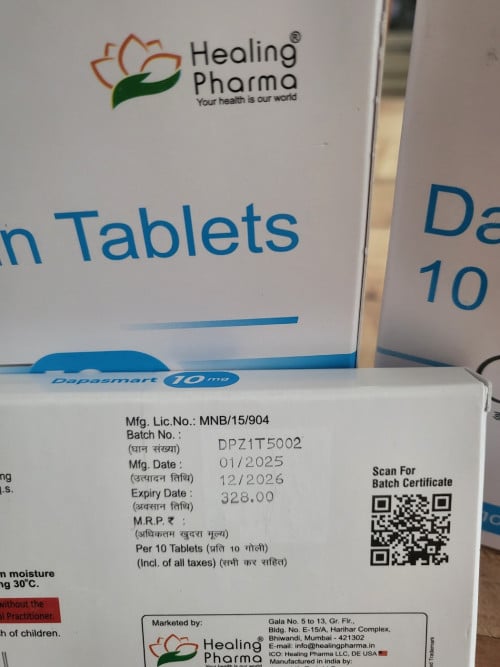 Healing®
Pharma
Your health is our world
n Tablets
Da
10
Dapasmart 10 mg
Mfg. Lic.No.: MNB/15/904
Batch No. : DPZ1T5002
(घान संख्या)
Mfg. Date : 01/2025
(उत्पादन तिथि) 12/2026
Expiry Date : 328.00
(अवसान तिथि)
M.R.P. ₹ :
(अधिकतम खुदरा मूल्य)
Per 10 Tablets (प्रति 10 गोली)
(Incl. of all taxes) (सभी कर सहित)
Scan For
Batch Certificate
ng
q.s.
m moisture
ng 30°C.
without the
l Practitioner.
ch of children.
Marketed by:
Healing
Pharma
Gala No. 5 to 13, Gr. Flr.,
Bldg. No. E-15/A, Harihar Complex,
Bhiwandi, Mumbai - 421302
E-mail: info@healingpharma.in
ICO: Healing Pharma LLC, DE USA
Manufactured in india by:
Trademark